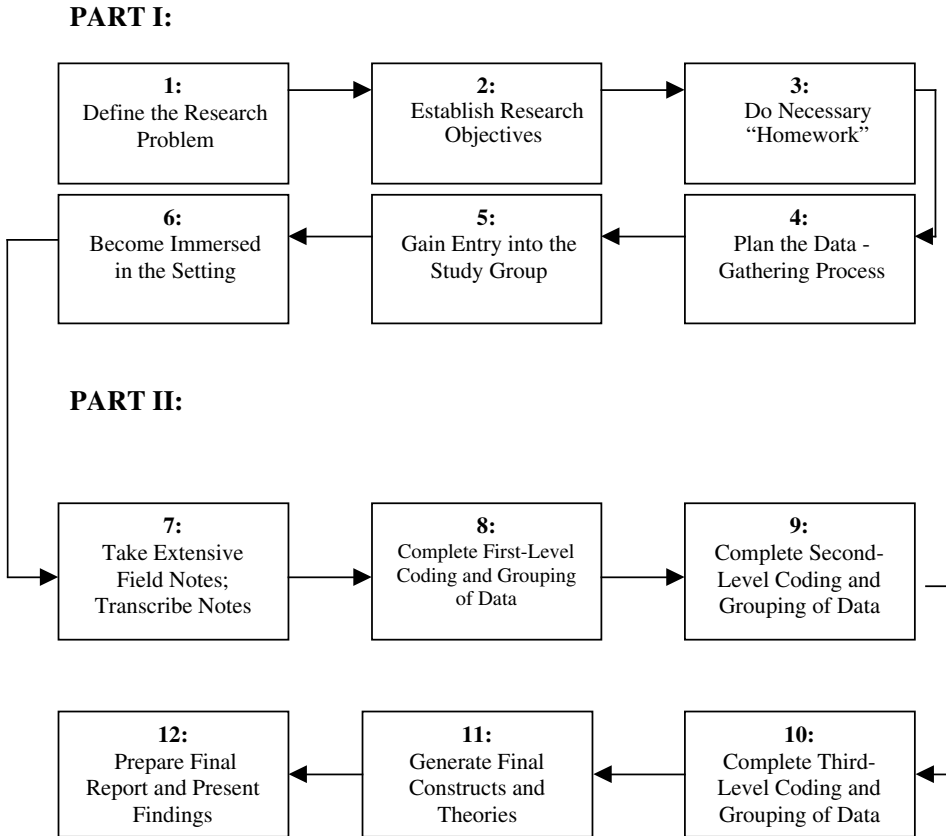 PART I:
1:
Define the Research
Problem
2:
Establish Research
Objectives
3:
Do Necessary
“Homework”
6:
Become Immersed
in the Setting
5:
Gain Entry into the
Study Group
4:
Plan the Data -
Gathering Process
PART II:
7:
Take Extensive
Field Notes;
Transcribe Notes
8:
Complete First-Level
Coding and Grouping
of Data
9:
Complete Second-
Level Coding and
Grouping of Data
12:
Prepare Final
Report and Present
Findings
11:
Generate Final
Constructs and
Theories
10:
Complete Third-
Level Coding and
Grouping of Data